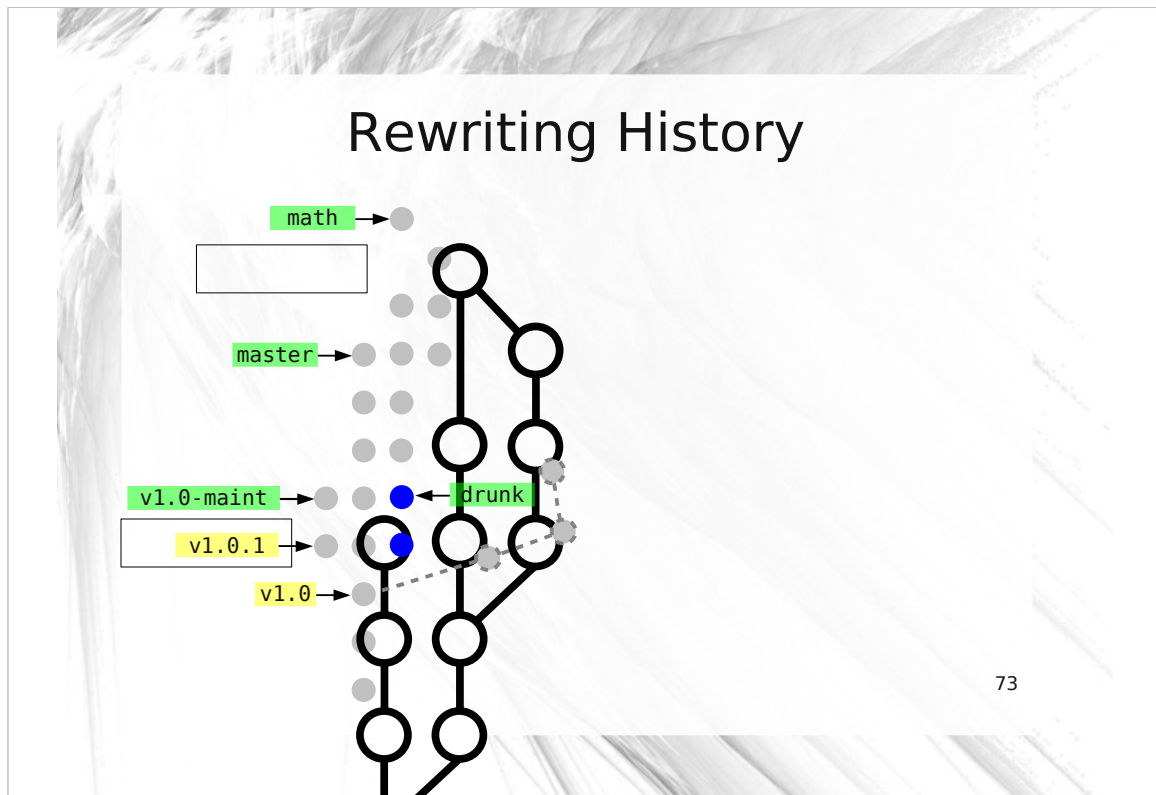 Rewriting History
math
master
v1.0-maint
drunk
v1.0.1
v1.0
73